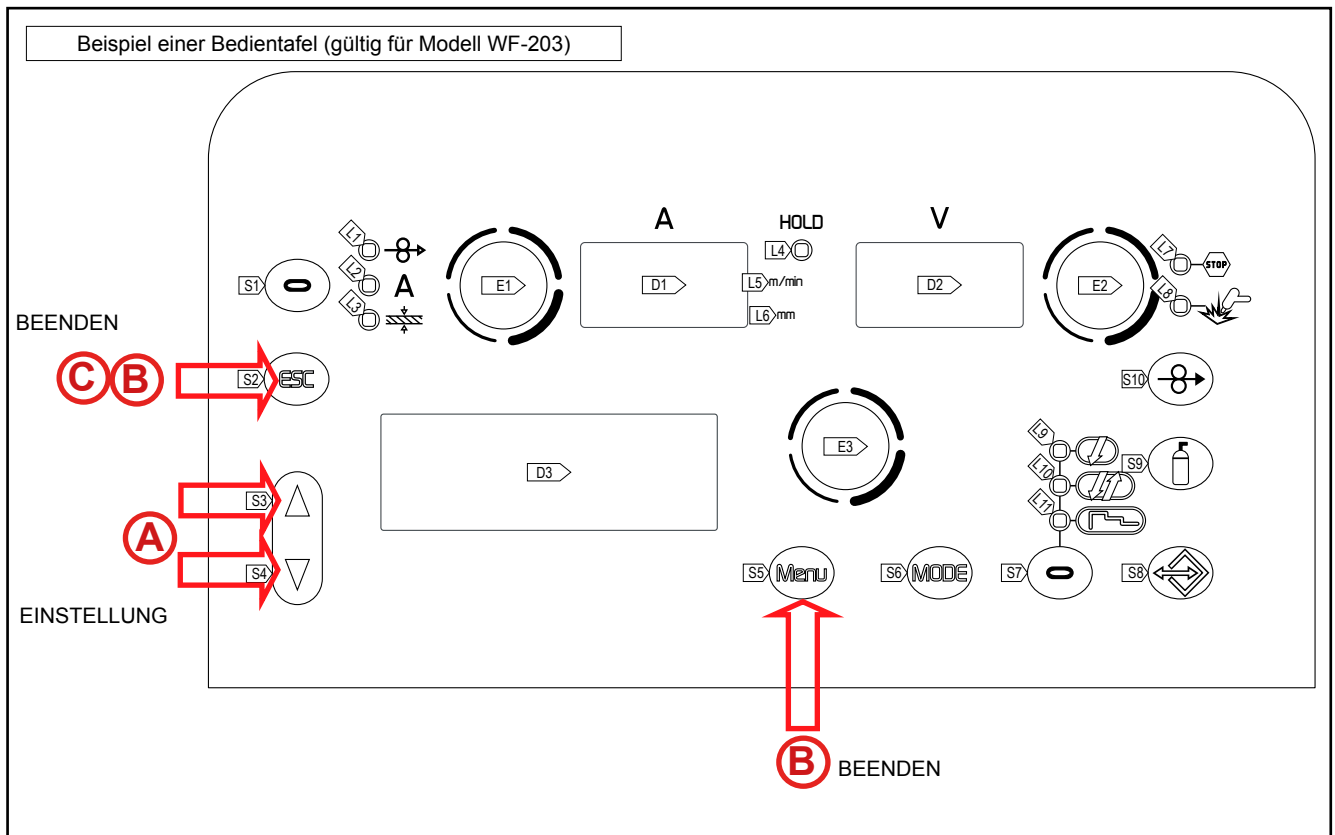 Beispiel einer Bedientafel (gültig für Modell WF-203)
A
HOLD
V
L1
L4
L7
STOP
L2
S1
A
E1
D1
L5 m/min
D2
E2
L8
L3
L6 mm
BEENDEN
C B
S2 ESC
S10
E3
L9
D3
L10
S9
S3
L11
A
S4
S5 Menu
S6 MODE
S7
S8
EINSTELLUNG
B BEENDEN